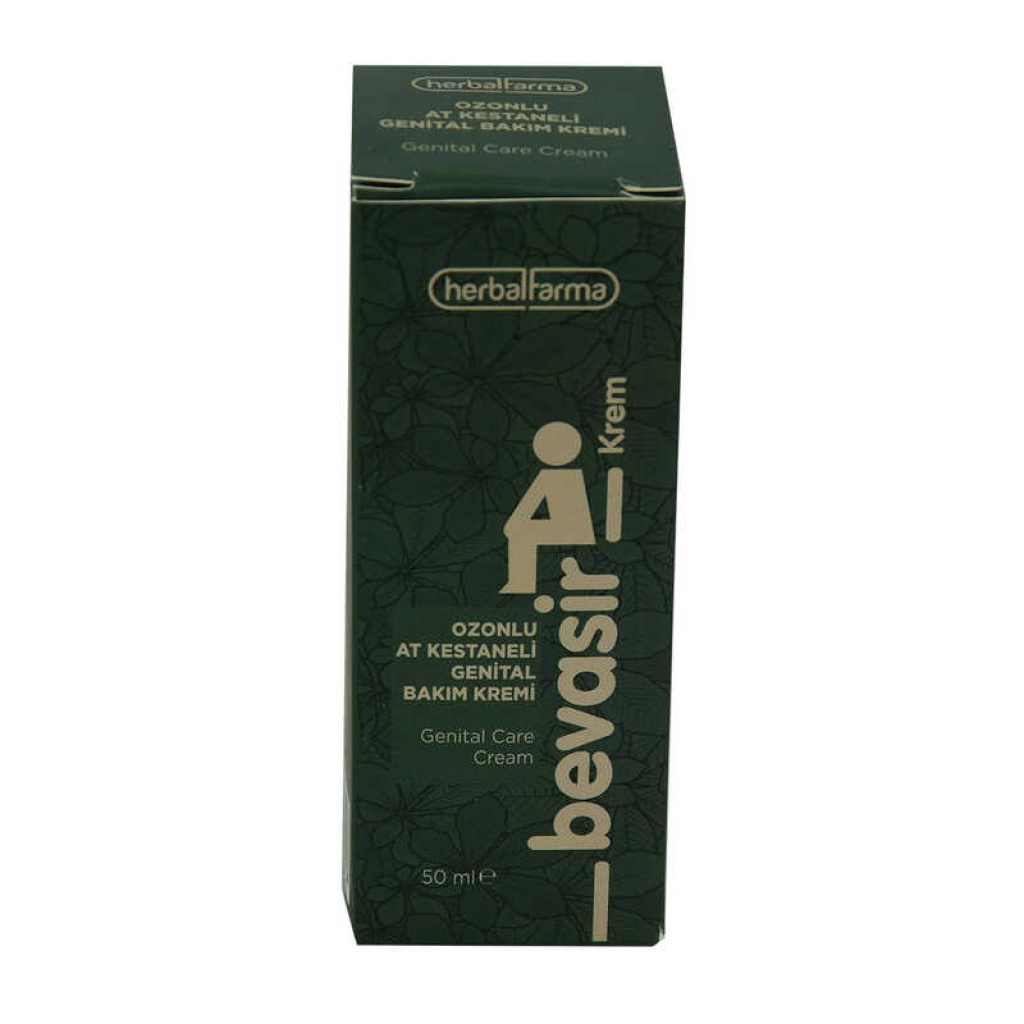 herbalfarma
OZONLU
AT KESTANELİ
GENİTAL BAKIM KREMİ
Genital Care Cream
herbalfarma
bevasir
Krem
OZONLU
AT KESTANELİ
GENİTAL
BAKIM KREMİ
Genital Care
Cream
50 ml ℮